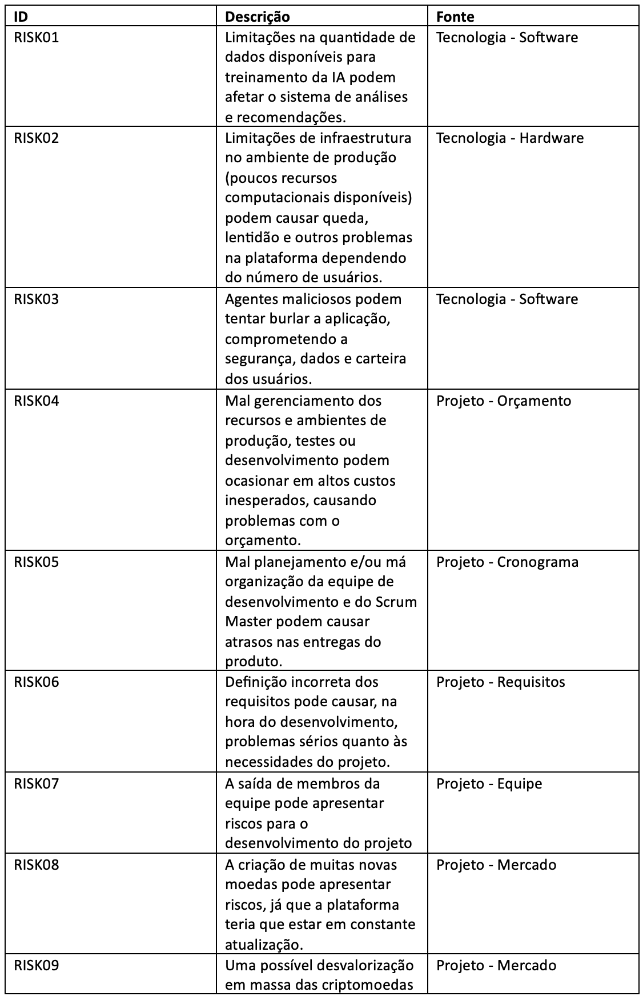 ID Descrição Fonte
RISK01 Limitações na quantidade de Tecnologia - Software
dados disponíveis para
treinamento da IA podem
afetar o sistema de análises
e recomendações.
RISK02 Limitações de infraestrutura Tecnologia - Hardware
no ambiente de produção
(poucos recursos
computacionais disponíveis)
podem causar queda,
lentidão e outros problemas
na plataforma dependendo
do número de usuários.
RISK03 Agentes maliciosos podem Tecnologia - Software
tentar burlar a aplicação,
comprometendo a
segurança, dados e carteira
dos usuários.
RISK04 Mal gerenciamento dos Projeto - Orçamento
recursos e ambientes de
produção, testes ou
desenvolvimento podem
ocasionar em altos custos
inesperados, causando
problemas com o
orçamento.
RISK05 Mal planejamento e/ou má Projeto - Cronograma
organização da equipe de
desenvolvimento e do Scrum
Master podem causar
atrasos nas entregas do
produto.
RISK06 Definição incorreta dos Projeto - Requisitos
requisitos pode causar, na
hora do desenvolvimento,
problemas sérios quanto às
necessidades do projeto.
RISK07 A saída de membros da Projeto - Equipe
equipe pode apresentar
riscos para o
desenvolvimento do projeto
RISK08 A criação de muitas novas Projeto - Mercado
moedas pode apresentar
riscos, já que a plataforma
teria que estar em constante
atualização.
RISK09 Uma possível desvalorização Projeto - Mercado
em massa das criptomoedas